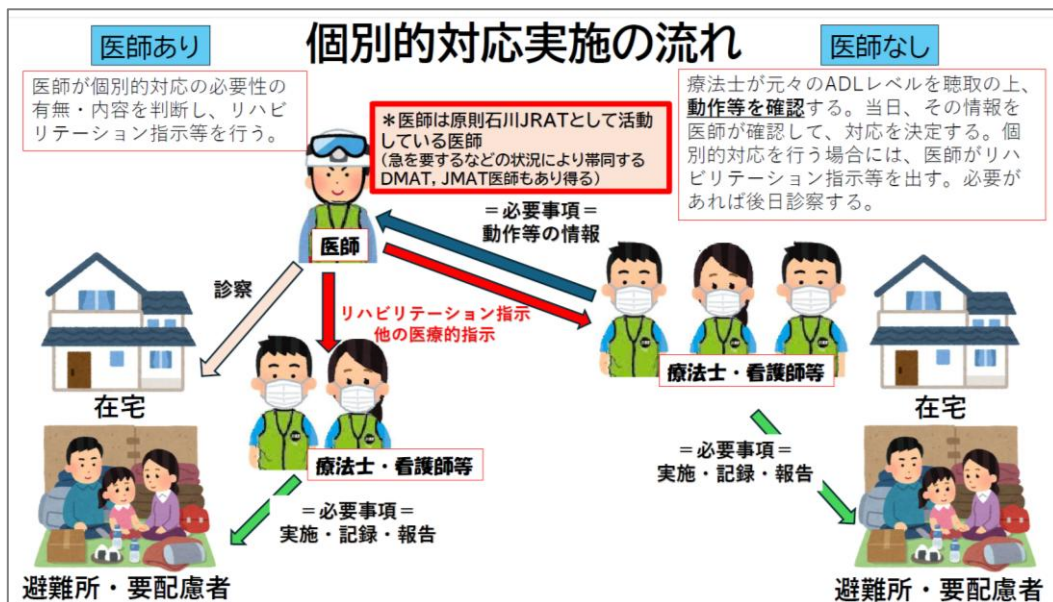 個別的対応実施の流れ
医師あり
医師が個別的対応の必要性の
有無・内容を判断し、リハビ
リテーション指示等を行う。
医師なし
療法士が元々のADLレベルを聴取の上、
動作等を確認する。当日、その情報を
医師が確認して、対応を決定する。個
別的対応を行う場合には、医師がリハ
ビリテーション指示等を出す。必要が
あれば後日診察する。
＊医師は原則石川JRATとして活動
している医師
（急を要するなどの状況により帯同する
DMAT, JMAT医師もあり得る）
医師
＝必要事項＝
動作等の情報
診察
リハビリテーション指示
他の医療的指示
療法士・看護師等
在宅
療法士・看護師等
在宅
＝必要事項＝
実施・記録・報告
＝必要事項＝
実施・記録・報告
避難所・要配慮者
避難所・要配慮者